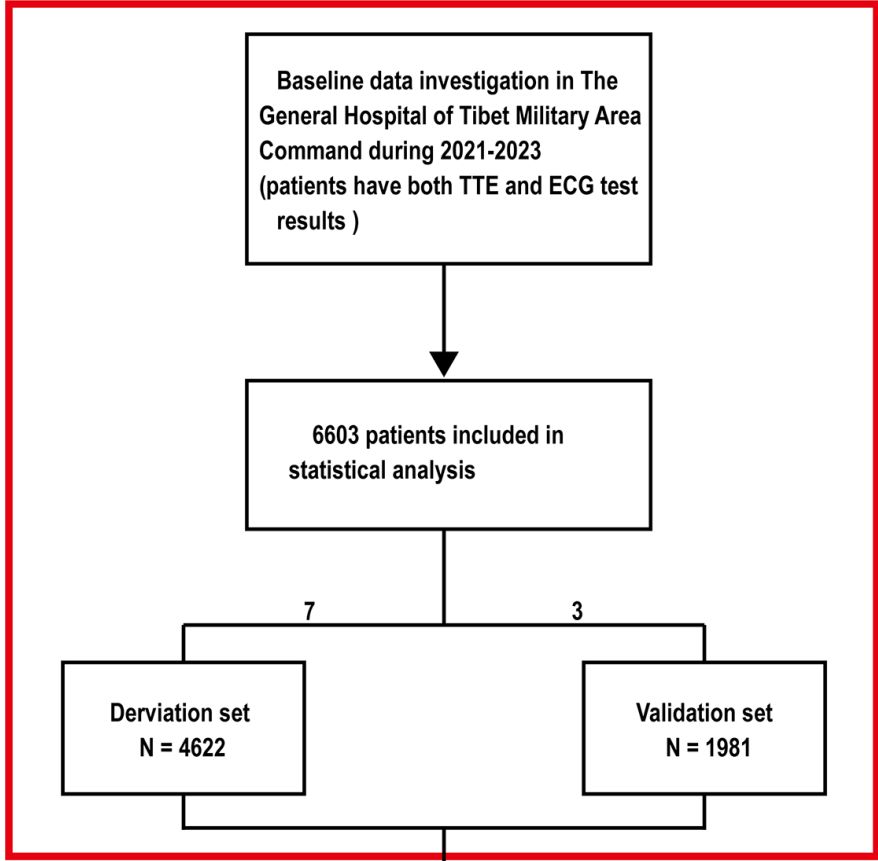 Baseline data investigation in The
General Hospital of Tibet Military Area
Command during 2021-2023
(patients have both TTE and ECG test
results )
6603 patients included in
statistical analysis
7
3
Derviation set
N = 4622
Validation set
N = 1981